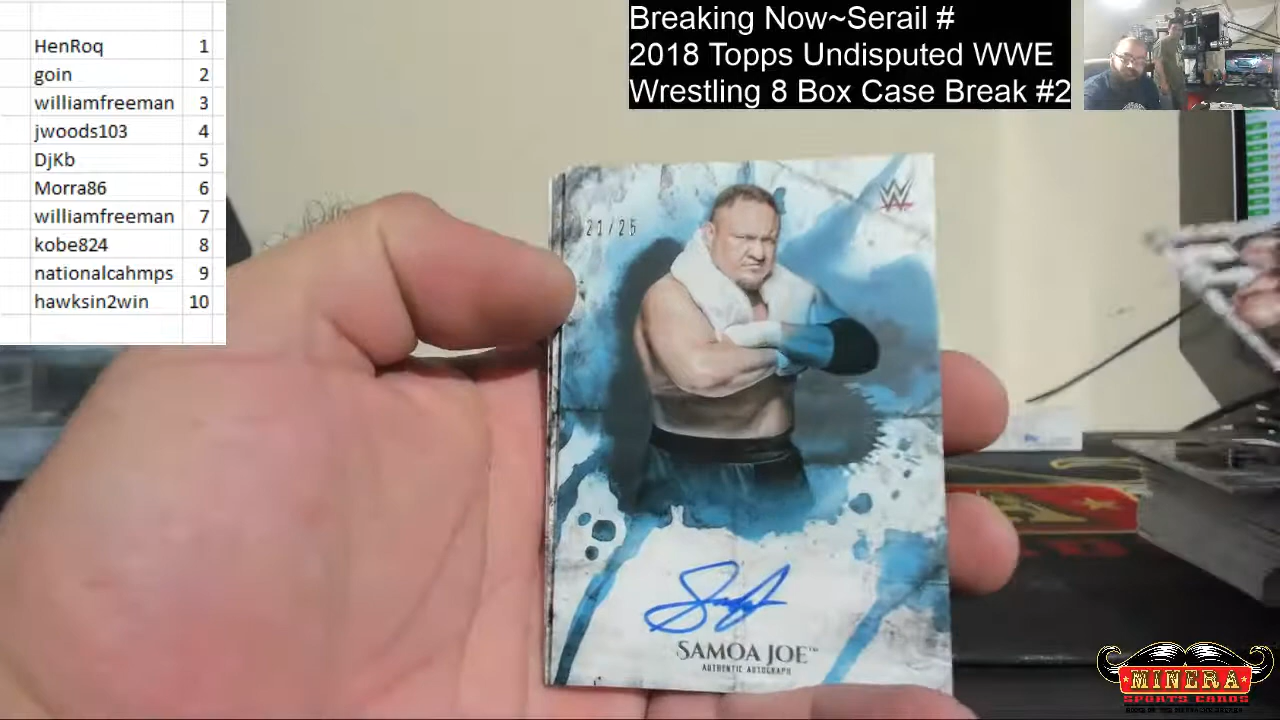 HenRoq 1
goin 2
williamfreeman 3
jwoods103 4
DjKb 5
Morra86 6
williamfreeman 7
kobe824 8
nationalcahmps 9
hawksin2win 10
Breaking Now~Serail #
2018 Topps Undisputed WWE
Wrestling 8 Box Case Break #2
21/25
SAMOA JOE™
AUTHENTIC AUTOGRAPH
MINERA
SPORTS CARDS